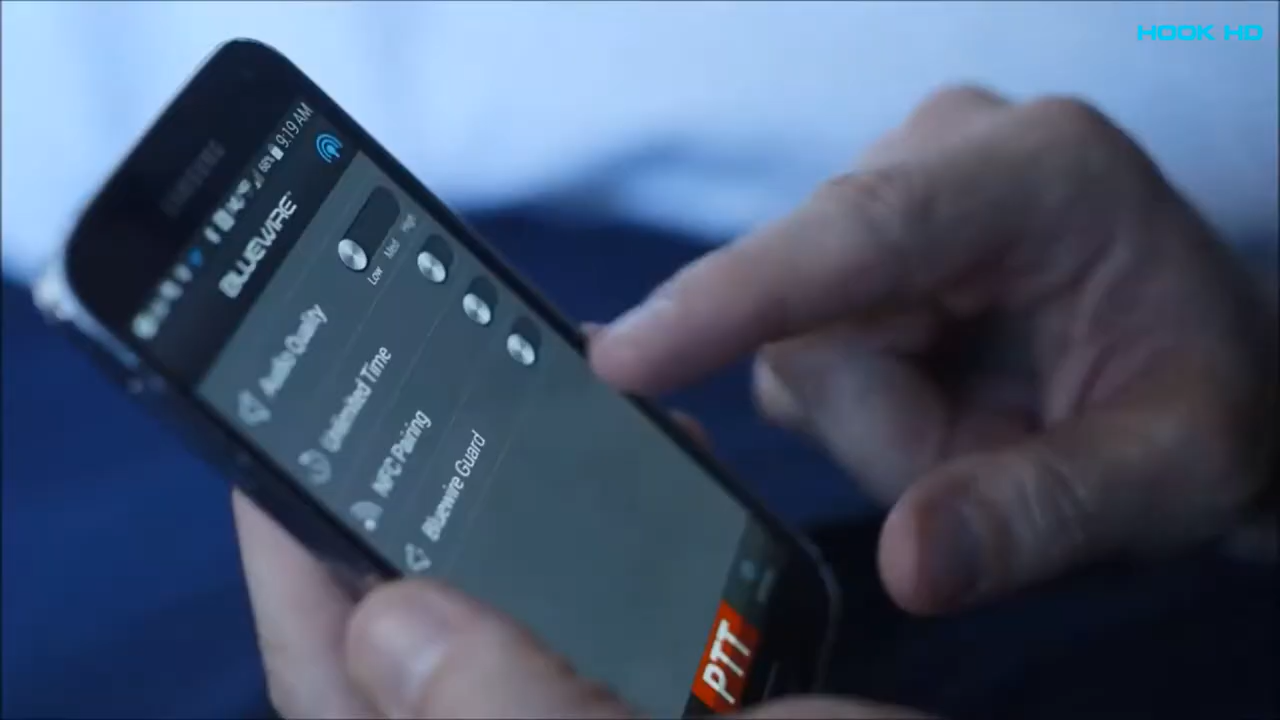 HOOK HD
SAMSUNG
68% 9:19 AM
BLUEWIRE
Audio Quality
Low Med High
Unlimited Time
NFC Pairing
Bluewire Guard
PTT